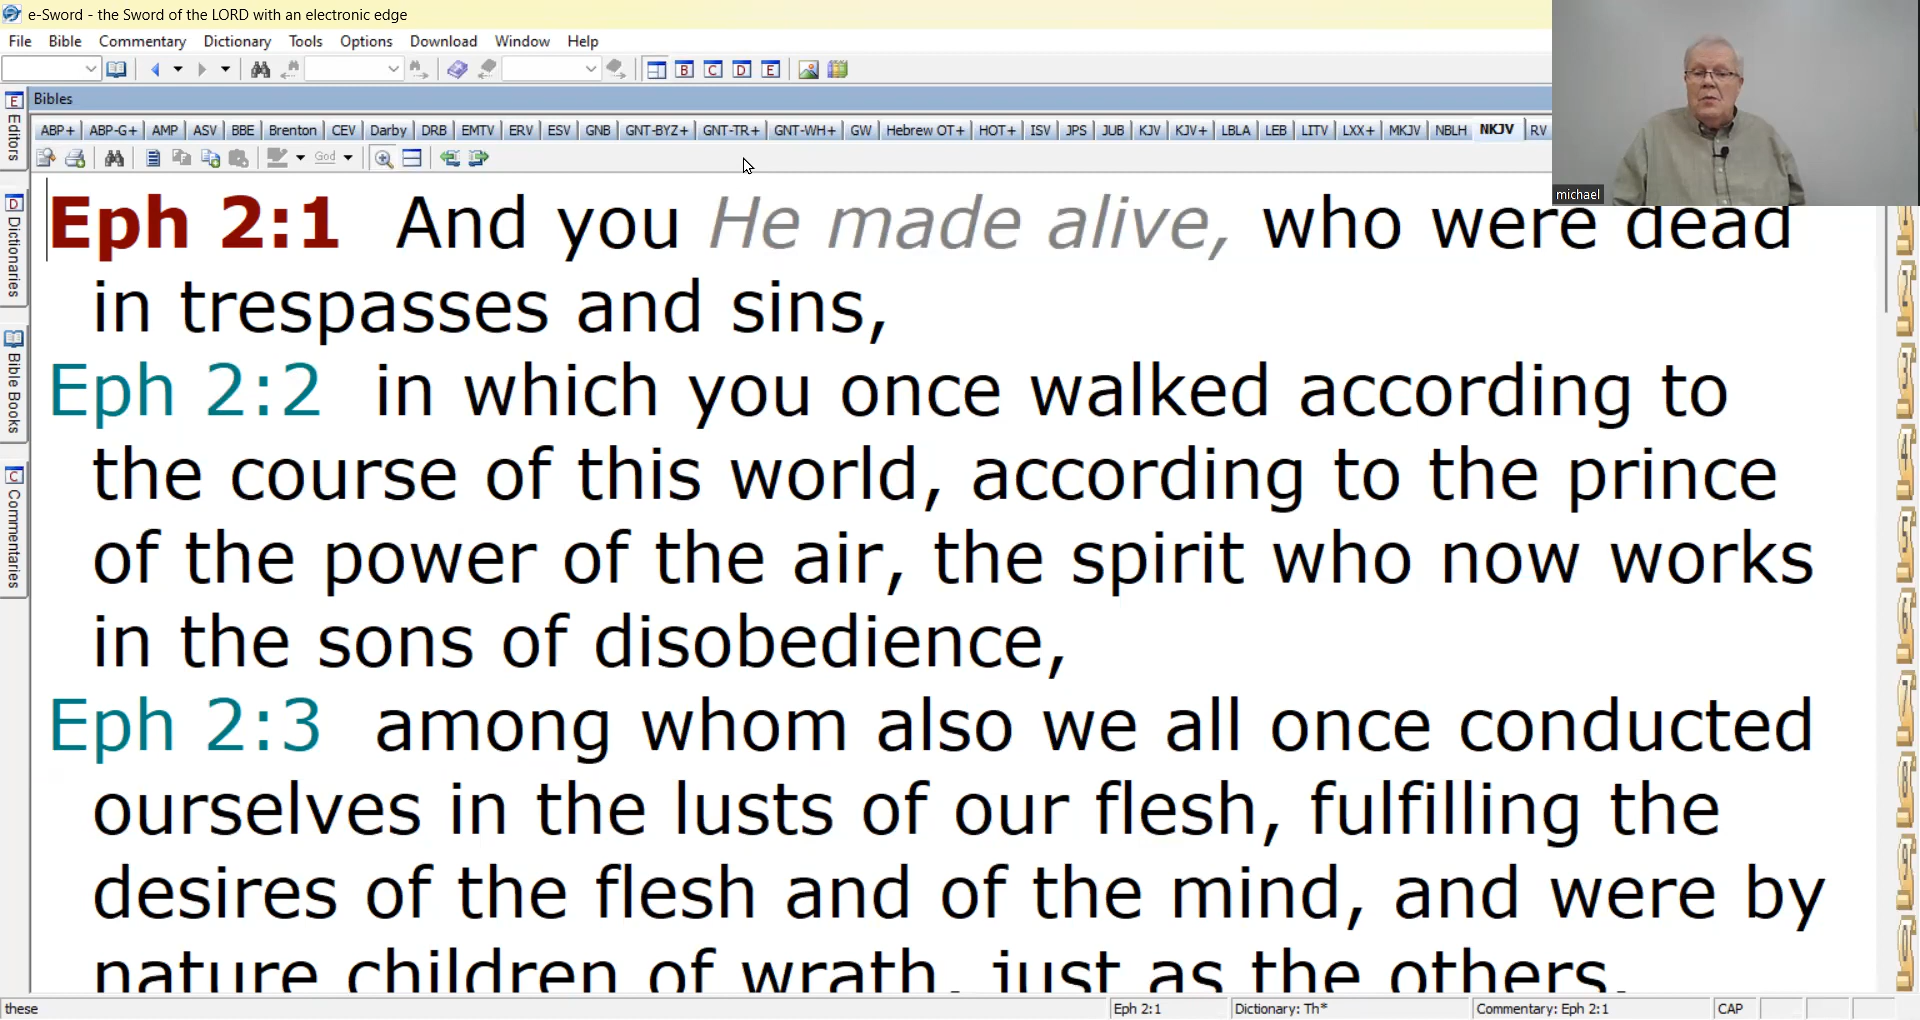 e-Sword - the Sword of the LORD with an electronic edge
File Bible Commentary Dictionary Tools Options Download Window Help
B C D E
Bibles
ABP+ ABP-G+ AMP ASV BBE Brenton CEV Darby DRB EMTV ERV ESV GNB GNT-BYZ+ GNT-TR+ GNT-WH+ GW Hebrew OT+ HOT+ ISV JPS JUB KJV KJV+ LBLA LEB LITV LXX+ MKJV NBLH NKJV RV
God
michael
E Editors
D Dictionaries
Bible Books
C Commentaries
Eph 2:1 And you He made alive, who were dead
in trespasses and sins,
Eph 2:2 in which you once walked according to
the course of this world, according to the prince
of the power of the air, the spirit who now works
in the sons of disobedience,
Eph 2:3 among whom also we all once conducted
ourselves in the lusts of our flesh, fulfilling the
desires of the flesh and of the mind, and were by
nature children of wrath, just as the others.
these Eph 2:1 Dictionary: Th* Commentary: Eph 2:1 CAP